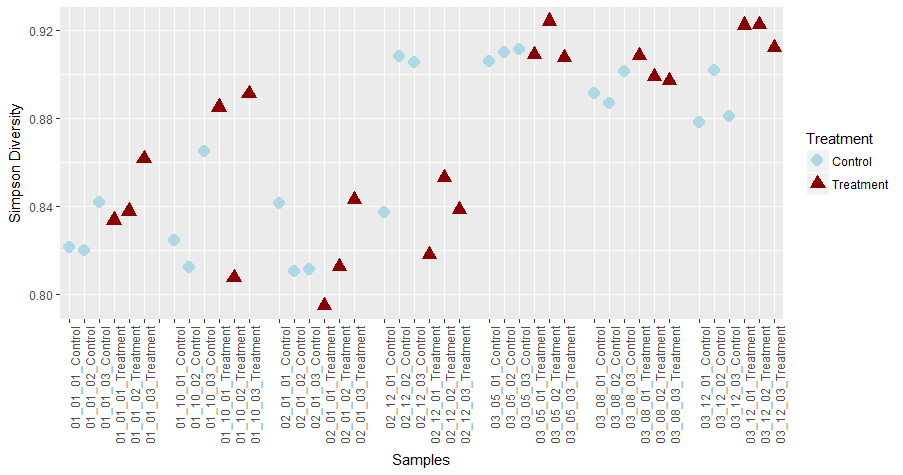 0.92
0.88
0.84
0.80
Simpson Diversity
01_01_01_Control
01_01_02_Control
01_01_03_Control
01_01_01_Treatment
01_01_02_Treatment
01_01_03_Treatment
01_10_01_Control
01_10_02_Control
01_10_03_Control
01_10_01_Treatment
01_10_02_Treatment
01_10_03_Treatment
02_01_01_Control
02_01_02_Control
02_01_03_Control
02_01_01_Treatment
02_01_02_Treatment
02_01_03_Treatment
02_12_01_Control
02_12_02_Control
02_12_03_Control
02_12_01_Treatment
02_12_02_Treatment
02_12_03_Treatment
03_05_01_Control
03_05_02_Control
03_05_03_Control
03_05_01_Treatment
03_05_02_Treatment
03_05_03_Treatment
03_08_01_Control
03_08_02_Control
03_08_03_Control
03_08_01_Treatment
03_08_02_Treatment
03_08_03_Treatment
03_12_01_Control
03_12_02_Control
03_12_03_Control
03_12_01_Treatment
03_12_02_Treatment
03_12_03_Treatment
Samples
Treatment
Control
Treatment